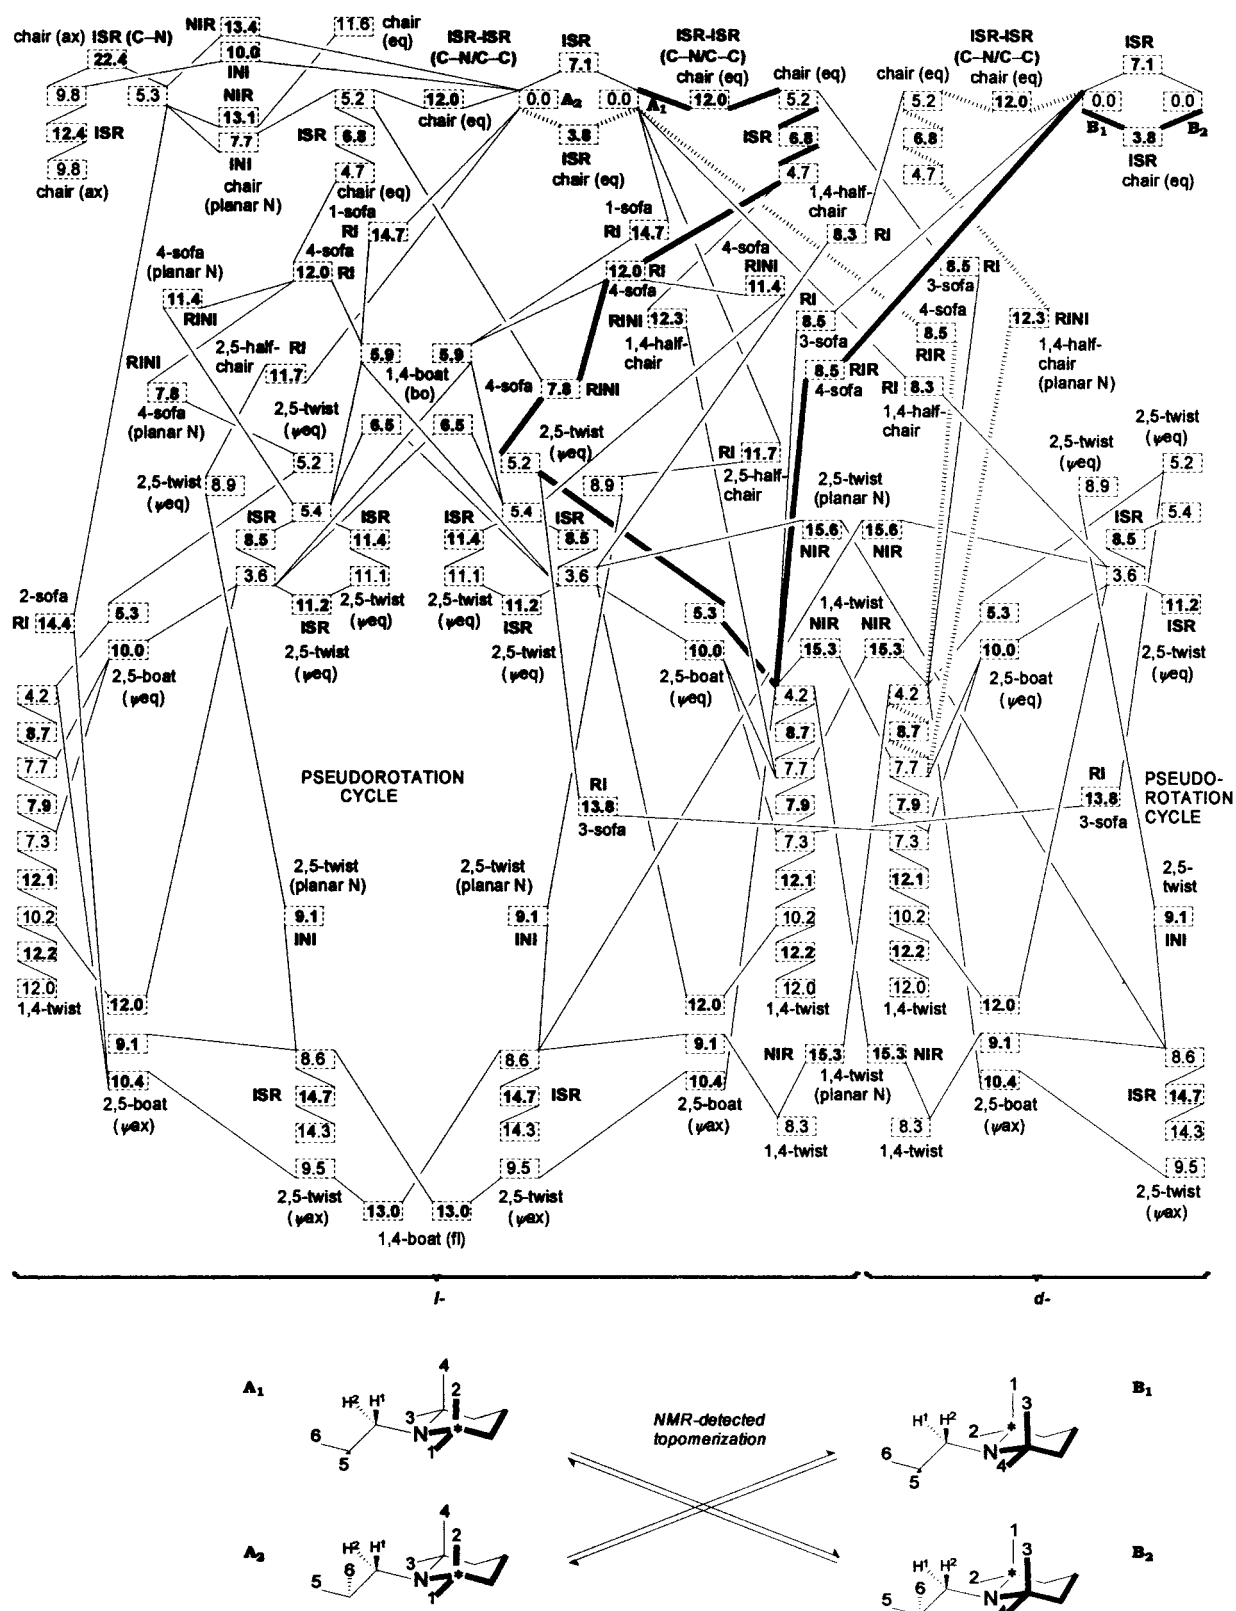 chair (ax) ISR (C–N) NIR 13.4 11.6 chair (eq) ISR-ISR (C–N/C–C) ISR ISR-ISR (C–N/C–C) ISR-ISR (C–N/C–C) ISR
22.4 10.0 7.1 chair (eq) chair (eq) chair (eq) chair (eq) 7.1
INI
9.8 5.3 NIR 5.2 12.0 0.0 A₂ 0.0 A₁ 12.0 5.2 5.2 12.0 0.0 0.0
13.1 chair (eq) B₁ B₂
12.4 ISR 7.7 ISR 6.8 3.8 ISR 6.8 6.8 3.8
9.8 INI 4.7 ISR 4.7 4.7 ISR
chair (ax) chair (planar N) chair (eq) chair (eq) 1,4-half-chair chair (eq)
1-sofa 1-sofa
RI 14.7 RI 14.7 8.3 RI
4-sofa (planar N) 4-sofa 4-sofa RINI 8.5 RI
12.0 RI 12.0 RI 3-sofa
11.4 4-sofa 11.4 RI 4-sofa
RINI RINI 12.3 8.5 8.5 12.3 RINI
2,5-half-chair RI 1,4-half-chair 3-sofa RIR 1,4-half-chair (planar N)
RINI 11.7 5.9 5.9 8.5 RIR
7.8 1,4-boat (bo) 4-sofa 7.8 RINI 4-sofa RI 8.3
4-sofa (planar N) 2,5-twist (ψeq) 1,4-half-chair
6.5 6.5 2,5-twist (ψeq) 2,5-twist (ψeq) 2,5-twist (ψeq)
5.2 5.2 RI 11.7 5.2
2,5-twist (ψeq) 8.9 8.9 2,5-half-chair 2,5-twist (planar N) 8.9
ISR 5.4 ISR ISR 5.4 ISR ISR 5.4
8.5 11.4 11.4 8.5 15.6 15.6 8.5
NIR NIR
3.6 11.1 11.1 3.6 3.6
2-sofa 5.3 11.2 2,5-twist (ψeq) 2,5-twist (ψeq) 11.2 5.3 1,4-twist 5.3 11.2
RI 14.4 ISR ISR NIR NIR ISR
10.0 2,5-twist (ψeq) 2,5-twist (ψeq) 10.0 15.3 15.3 10.0 2,5-twist (ψeq)
2,5-boat (ψeq) 2,5-boat (ψeq) 2,5-boat (ψeq)
4.2 4.2 4.2
8.7 8.7 8.7
7.7 PSEUDOROTATION CYCLE RI 7.7 7.7 RI PSEUDO-ROTATION CYCLE
7.9 13.8 7.9 7.9 13.8
7.3 3-sofa 7.3 7.3 3-sofa
12.1 2,5-twist (planar N) 2,5-twist (planar N) 12.1 12.1 2,5-twist
10.2 9.1 9.1 10.2 10.2 9.1
12.2 INI INI 12.2 12.2 INI
12.0 12.0 12.0 12.0 12.0 12.0
1,4-twist 1,4-twist 1,4-twist
9.1 8.6 8.6 9.1 NIR 15.3 15.3 NIR 9.1 8.6
10.4 ISR 14.7 14.7 ISR 10.4 1,4-twist (planar N) 10.4 ISR 14.7
2,5-boat (ψax) 14.3 14.3 2,5-boat (ψax) 8.3 8.3 2,5-boat (ψax) 14.3
1,4-twist 1,4-twist
9.5 9.5 9.5
2,5-twist (ψax) 13.0 13.0 2,5-twist (ψax) 2,5-twist (ψax)
1,4-boat (fl)
l- d-
A₁ 4 2 H² H¹ 3 N * 1 6 5
NMR-detected topomerization
B₁ 1 3 H¹ H² 2 * N 4 6 5
A₂ 4 2 H² H¹ 6 3 N * 1 5
B₂ 1 3 H¹ H² 6 2 * N 5